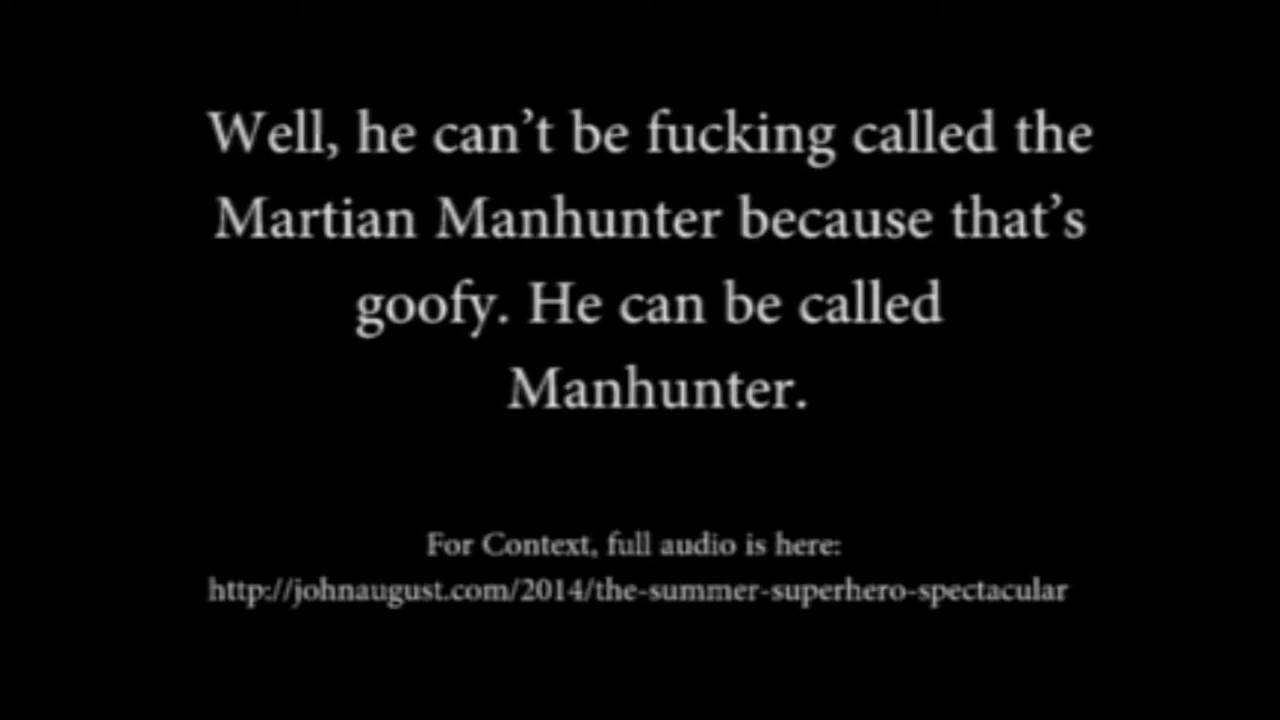 Well, he can’t be fucking called the
Martian Manhunter because that’s
goofy. He can be called
Manhunter.
For Context, full audio is here:
http://johnaugust.com/2014/the-summer-superhero-spectacular